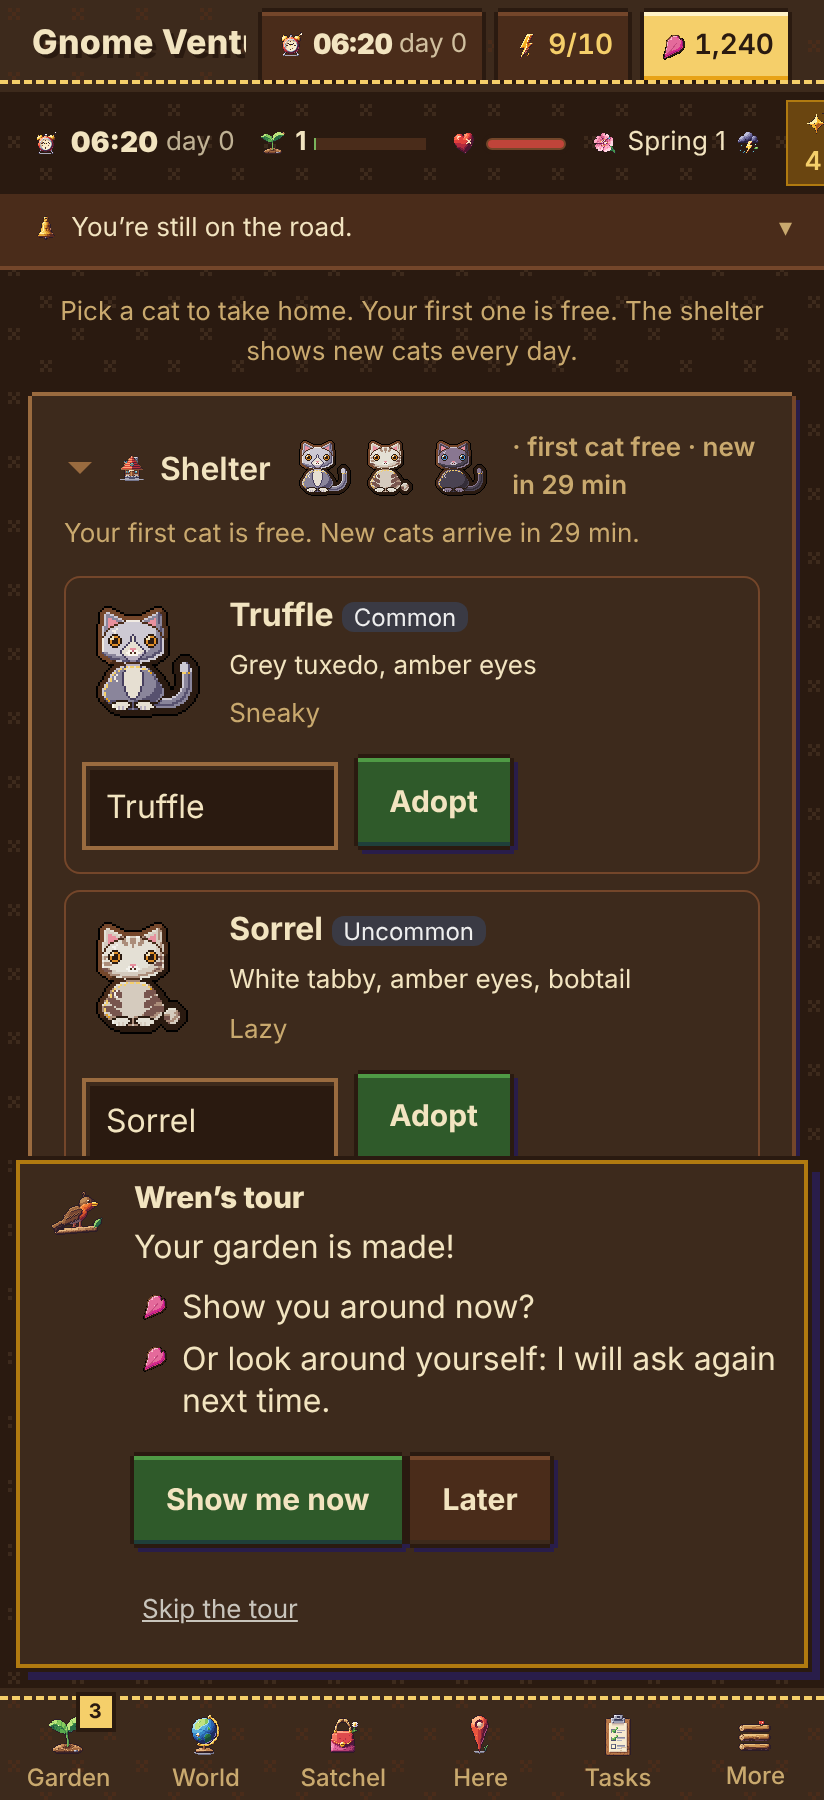 Gnome Ventu
06:20 day 0
9/10
1,240
06:20 day 0
1
Spring 1
4
You’re still on the road.
Pick a cat to take home. Your first one is free. The shelter
shows new cats every day.
Shelter
· first cat free · new
in 29 min
Your first cat is free. New cats arrive in 29 min.
Truffle Common
Grey tuxedo, amber eyes
Sneaky
Truffle
Adopt
Sorrel Uncommon
White tabby, amber eyes, bobtail
Lazy
Sorrel
Adopt
Wren’s tour
Your garden is made!
Show you around now?
Or look around yourself: I will ask again
next time.
Show me now
Later
Skip the tour
3
Garden
World
Satchel
Here
Tasks
More